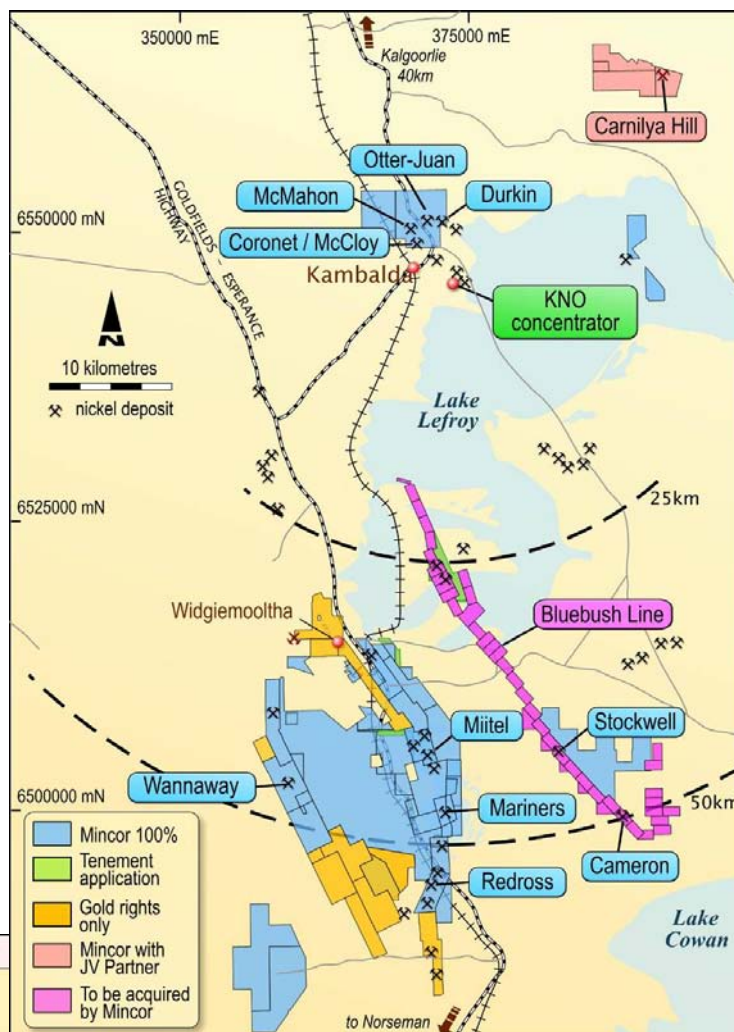 350000 mE
375000 mE
Kalgoorlie
40km
Carnilya Hill
Otter-Juan
McMahon
Durkin
6550000 mN
Coronet / McCloy
GOLDFIELDS - ESPERANCE
HIGHWAY
Kambalda
KNO
concentrator
N
10 kilometres
nickel deposit
Lake
Lefroy
6525000 mN
25km
Widgiemooltha
Bluebush Line
Miitel
Stockwell
Wannaway
6500000 mN
Mariners
50km
Cameron
Redross
Mincor 100%
Tenement
application
Gold rights
only
Mincor with
JV Partner
To be acquired
by Mincor
Lake
Cowan
to Norseman